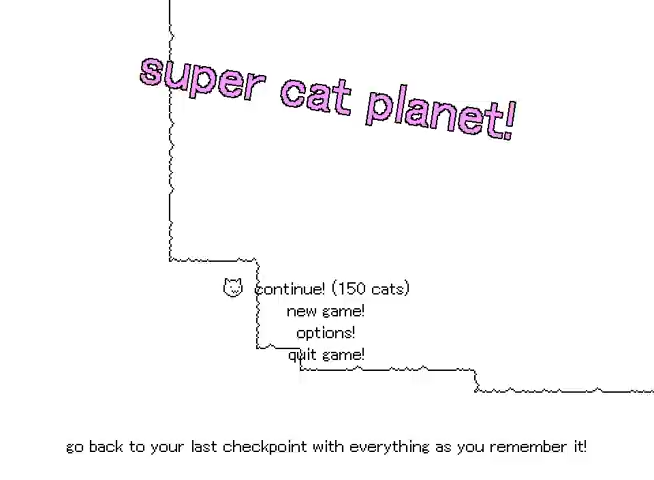 super cat planet!
continue! (150 cats)
new game!
options!
quit game!
go back to your last checkpoint with everything as you remember it!